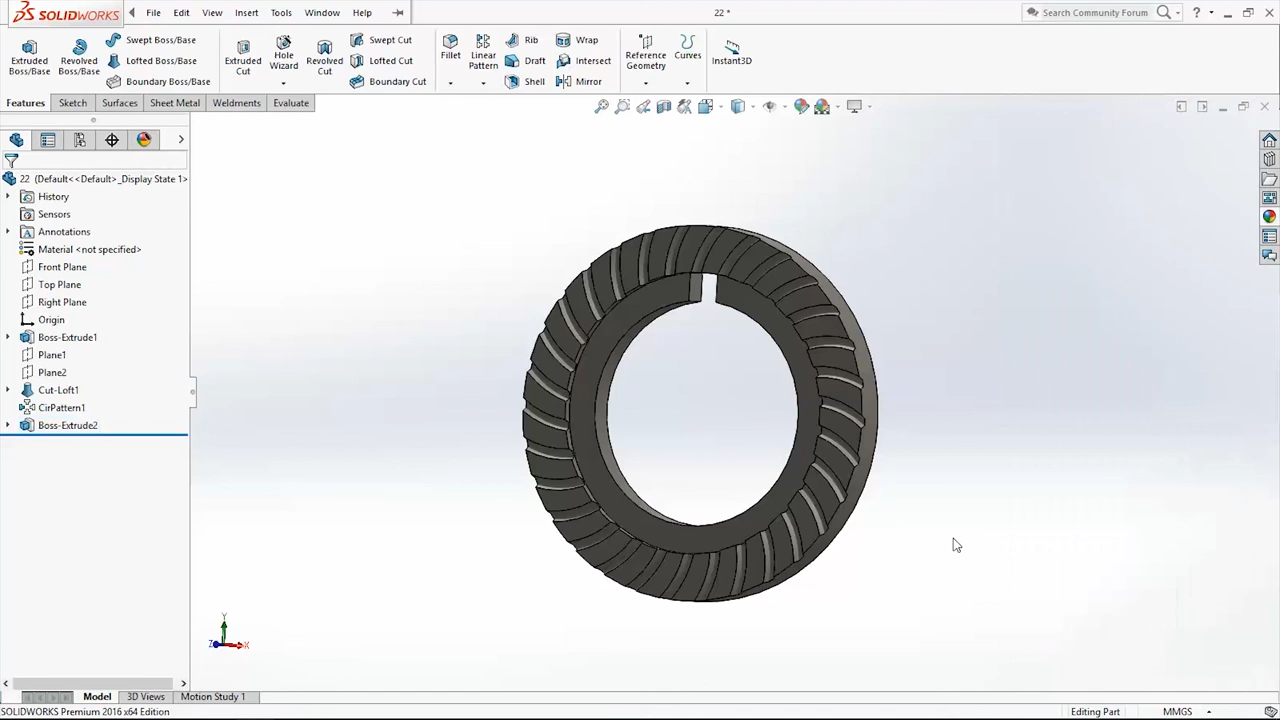 SOLIDWORKS File Edit View Insert Tools Window Help 22 * Search Community Forum ?
Extruded Boss/Base Revolved Boss/Base Swept Boss/Base Lofted Boss/Base Boundary Boss/Base Extruded Cut Hole Wizard Revolved Cut Swept Cut Lofted Cut Boundary Cut Fillet Linear Pattern Rib Draft Shell Wrap Intersect Mirror Reference Geometry Curves Instant3D
Features Sketch Surfaces Sheet Metal Weldments Evaluate
22 (Default<<Default>_Display State 1>
History
Sensors
Annotations
Material <not specified>
Front Plane
Top Plane
Right Plane
Origin
Boss-Extrude1
Plane1
Plane2
Cut-Loft1
CirPattern1
Boss-Extrude2
Y
Z X
Model 3D Views Motion Study 1
SOLIDWORKS Premium 2016 x64 Edition Editing Part MMGS